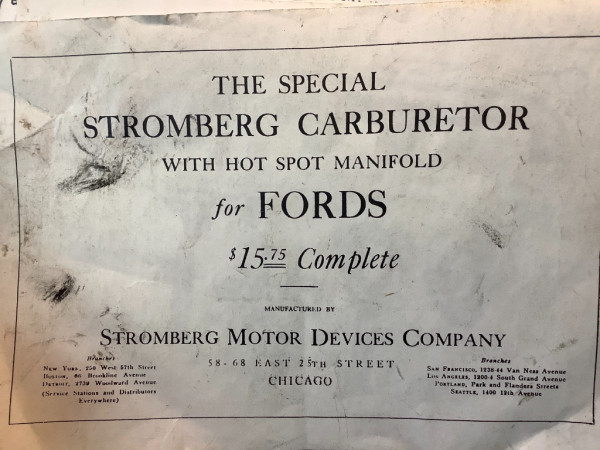 THE SPECIAL
STROMBERG CARBURETOR
WITH HOT SPOT MANIFOLD
for FORDS
$15.75 Complete
MANUFACTURED BY
STROMBERG MOTOR DEVICES COMPANY
58-68 EAST 25TH STREET
CHICAGO
Branches
NEW YORK, 250 West 57th Street
BOSTON, 86 Brookline Avenue
DETROIT, 2739 Woodward Avenue
(Service Stations and Distributors
Everywhere)
Branches
SAN FRANCISCO, 1238-44 Van Ness Avenue
LOS ANGELES, 1200-4 South Grand Avenue
PORTLAND, Park and Flanders Streets
SEATTLE, 1400 12th Avenue